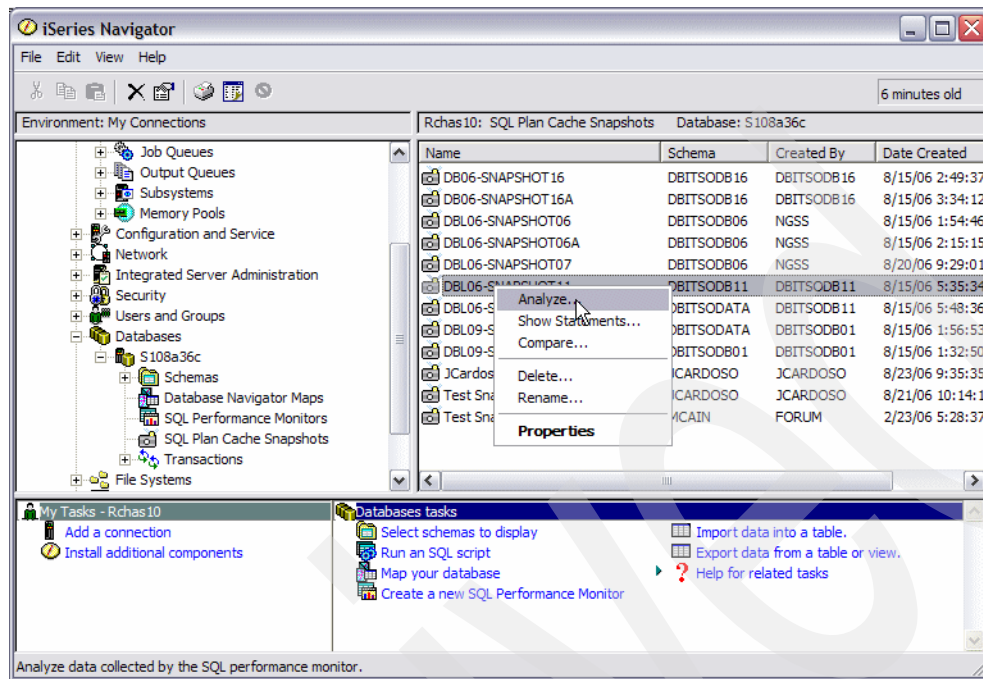 iSeries Navigator
File Edit View Help
6 minutes old
Environment: My Connections
Rchas10: SQL Plan Cache Snapshots Database: S108a36c
Job Queues
Output Queues
Subsystems
Memory Pools
Configuration and Service
Network
Integrated Server Administration
Security
Users and Groups
Databases
S108a36c
Schemas
Database Navigator Maps
SQL Performance Monitors
SQL Plan Cache Snapshots
Transactions
File Systems
Name Schema Created By Date Created
DB06-SNAPSHOT16 DBITSODB16 DBITSODB16 8/15/06 2:49:37
DB06-SNAPSHOT16A DBITSODB16 DBITSODB16 8/15/06 3:34:12
DBL06-SNAPSHOT06 DBITSODB06 NGSS 8/15/06 1:54:46
DBL06-SNAPSHOT06A DBITSODB06 NGSS 8/15/06 2:15:15
DBL06-SNAPSHOT07 DBITSODB06 NGSS 8/20/06 9:29:01
DBL06-SNAPSHOT11 DBITSODB11 DBITSODB11 8/15/06 5:35:34
DBL06-S DBITSODATA DBITSODB11 8/15/06 5:48:36
DBL09-S DBITSODATA DBITSODB01 8/15/06 1:56:53
DBL09-S DBITSODB01 DBITSODB01 8/15/06 1:32:50
JCardos JCARDOSO JCARDOSO 8/23/06 9:35:35
Test Sna JCARDOSO JCARDOSO 8/21/06 10:14:1
Test Sna MCAIN FORUM 2/23/06 5:28:37
Analyze...
Show Statements...
Compare...
Delete...
Rename...
Properties
My Tasks - Rchas10
Add a connection
Install additional components
Databases tasks
Select schemas to display
Run an SQL script
Map your database
Create a new SQL Performance Monitor
Import data into a table.
Export data from a table or view.
Help for related tasks
Analyze data collected by the SQL performance monitor.